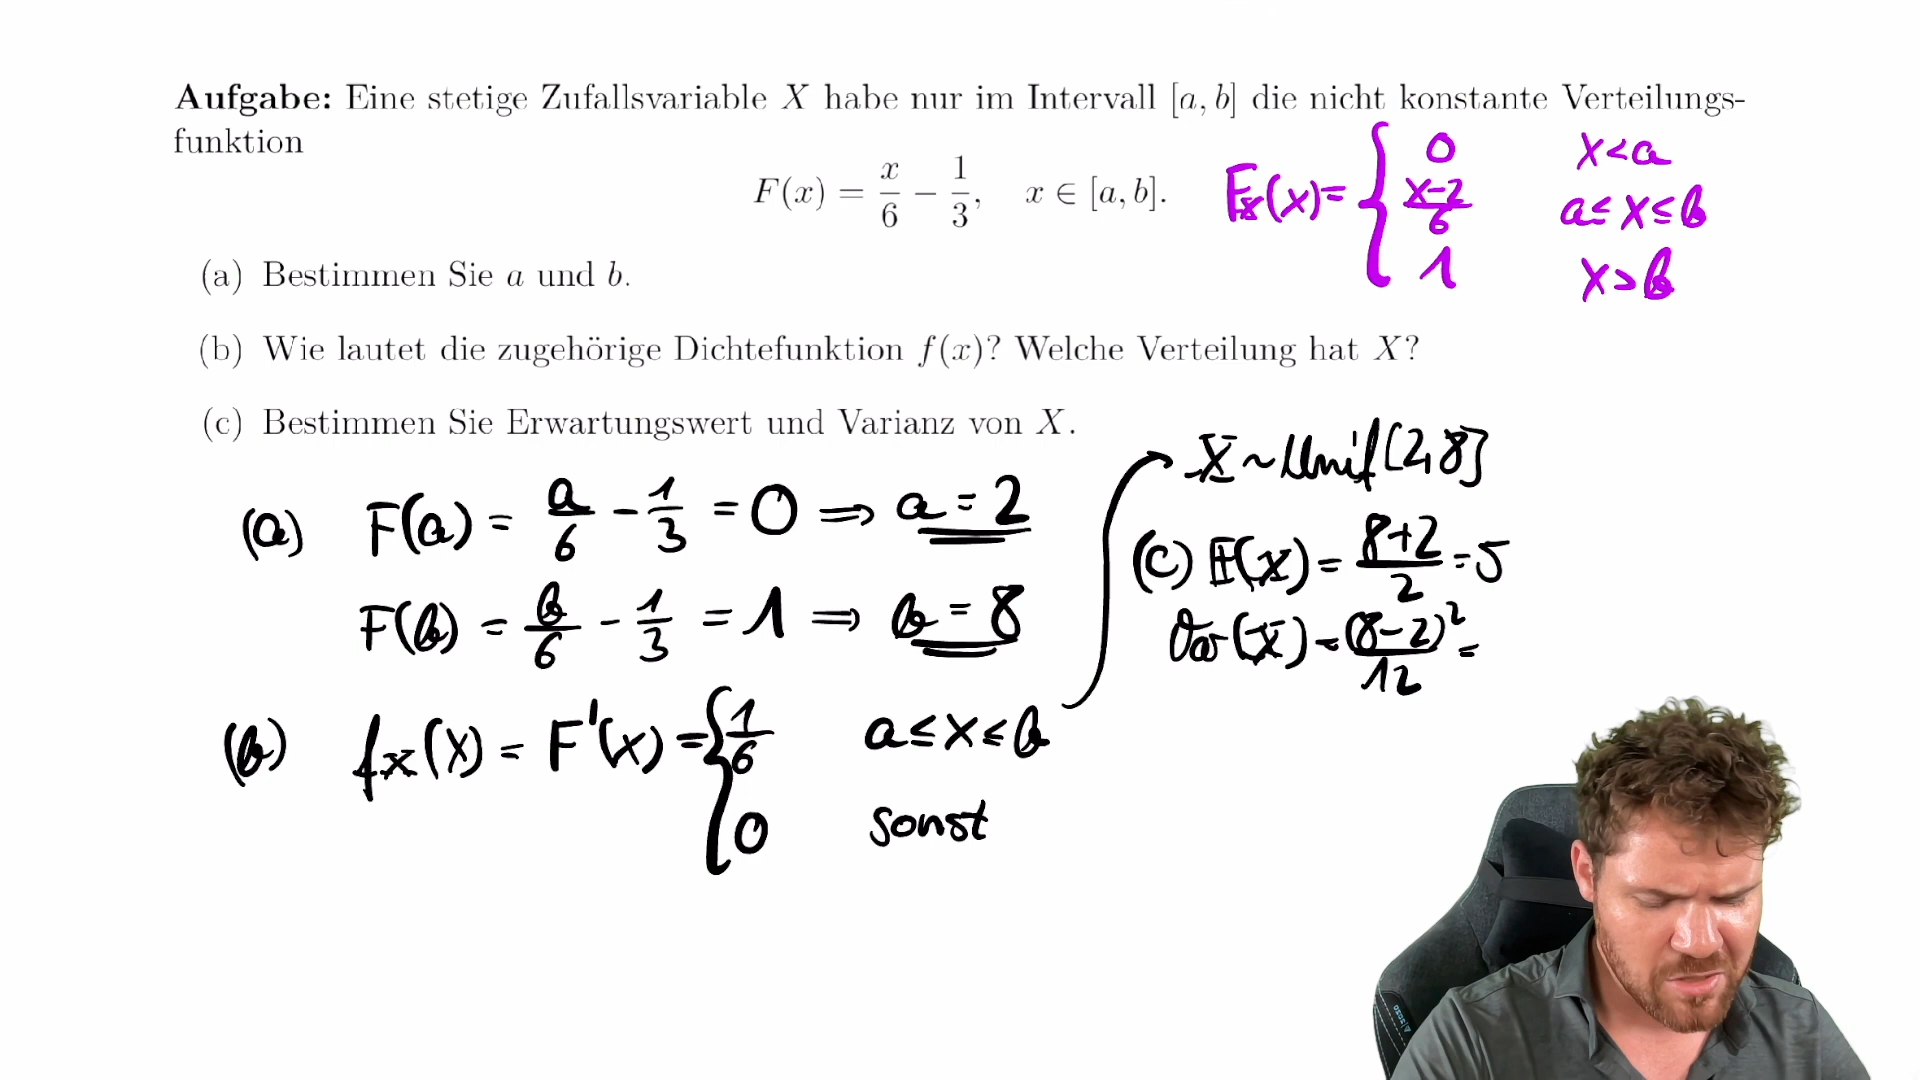 Aufgabe: Eine stetige Zufallsvariable X habe nur im Intervall [a, b] die nicht konstante Verteilungs-
funktion
F(x) = x/6 − 1/3, x ∈ [a, b].
F_X(x) = { 0 x<a
(x−2)/6 a≤x≤b
1 x>b
(a) Bestimmen Sie a und b.
(b) Wie lautet die zugehörige Dichtefunktion f(x)? Welche Verteilung hat X?
(c) Bestimmen Sie Erwartungswert und Varianz von X.
(a) F(a) = a/6 − 1/3 = 0 ⟹ a = 2
F(b) = b/6 − 1/3 = 1 ⟹ b = 8
(b) f_X(x) = F'(x) = { 1/6 a≤x≤b
0 sonst
X ~ Unif[2,8]
(c) E(X) = (8+2)/2 = 5
Var(X) = (8−2)²/12 =